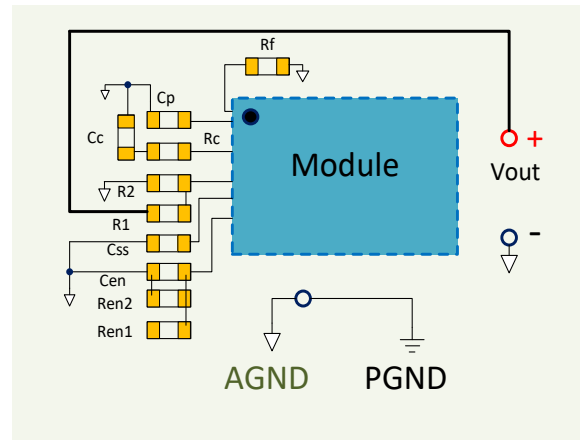 Rf
Cp
Cc
Rc
Module
+
Vout
R2
R1
Css
-
Cen
Ren2
Ren1
AGND PGND